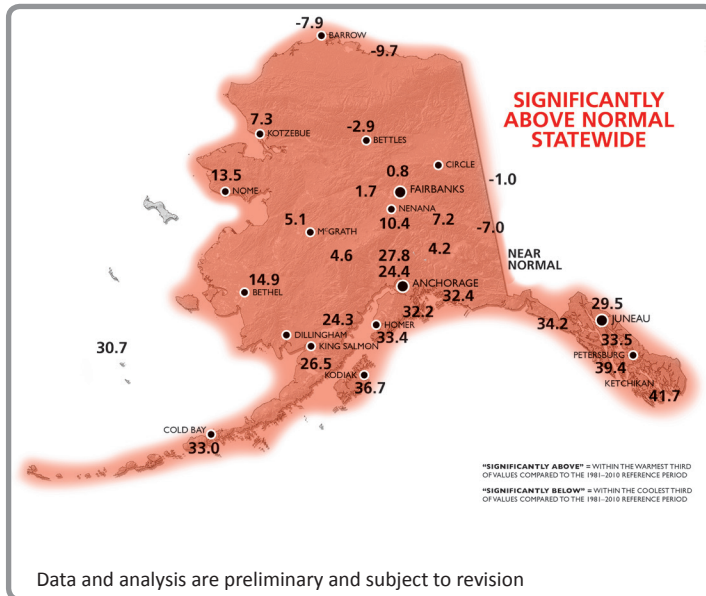 -7.9
BARROW
-9.7
SIGNIFICANTLY
ABOVE NORMAL
STATEWIDE
7.3
KOTZEBUE
-2.9
BETTLES
CIRCLE
0.8
13.5
NOME
1.7
FAIRBANKS
-1.0
NENANA
10.4
7.2
-7.0
5.1
McGRATH
4.6
27.8
4.2
NEAR
NORMAL
24.4
ANCHORAGE
14.9
BETHEL
32.4
32.2
24.3
HOMER
33.4
DILLINGHAM
KING SALMON
26.5
KODIAK
36.7
30.7
34.2
29.5
JUNEAU
33.5
PETERSBURG
39.4
KETCHIKAN
41.7
COLD BAY
33.0
"SIGNIFICANTLY ABOVE" = WITHIN THE WARMEST THIRD
OF VALUES COMPARED TO THE 1981–2010 REFERENCE PERIOD
"SIGNIFICANTLY BELOW" = WITHIN THE COOLEST THIRD
OF VALUES COMPARED TO THE 1981–2010 REFERENCE PERIOD
Data and analysis are preliminary and subject to revision